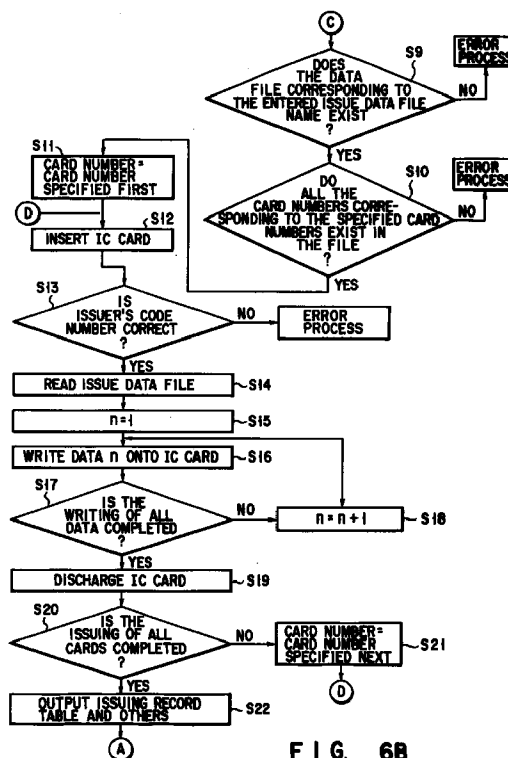 C
S9
DOES
THE DATA
FILE CORRESPONDING TO
THE ENTERED ISSUE DATA FILE
NAME EXIST
?
NO
ERROR
PROCESS
YES
S10
DO
ALL THE
CARD NUMBERS CORRE-
SPONDING TO THE SPECIFIED CARD
NUMBERS EXIST IN
THE FILE
?
NO
ERROR
PROCESS
YES
S11
CARD NUMBER=
CARD NUMBER
SPECIFIED FIRST
D
S12
INSERT IC CARD
S13
IS
ISSUER'S CODE
NUMBER CORRECT
?
NO
ERROR
PROCESS
YES
READ ISSUE DATA FILE
S14
n=1
S15
WRITE DATA n ONTO IC CARD
S16
S17
IS THE
WRITING OF ALL
DATA COMPLETED
?
NO
n = n + 1
S18
YES
DISCHARGE IC CARD
S19
S20
IS THE
ISSUING OF ALL
CARDS COMPLETED
?
NO
CARD NUMBER=
CARD NUMBER
SPECIFIED NEXT
S21
D
YES
OUTPUT ISSUING RECORD
TABLE AND OTHERS
S22
A
FIG. 6B